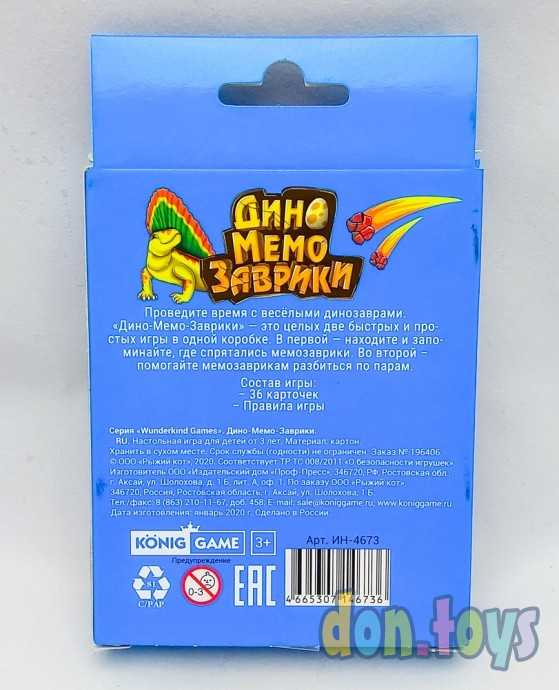 ДИНО
МЕМО
ЗАВРИКИ
Проведите время с весёлыми динозаврами.
«Дино-Мемо-Заврики» — это целых две быстрых и про-
стых игры в одной коробке. В первой — находите и запо-
минайте, где спрятались мемозаврики. Во второй —
помогайте мемозаврикам разбиться по парам.
Состав игры:
– 36 карточек
– Правила игры
Серия «Wunderkind Games». Дино-Мемо-Заврики.
RU. Настольная игра для детей от 3 лет. Материал: картон.
Хранить в сухом месте. Срок службы (годности) не ограничен. Заказ № 196406.
© ООО «Рыжий кот», 2020. Соответствует ТР ТС 008/2011 «О безопасности игрушек»
Изготовитель ООО «Издательский дом «Проф-Пресс», 346720, РФ, Ростовская обл.,
г. Аксай, ул. Шолохова, д. 1 Б, лит. А, оф. 1. По заказу ООО «Рыжий кот»,
346720, Россия, Ростовская область, г. Аксай, ул. Шолохова, 1 Б.
Тел./факс: 8 (863) 210-11-67, доб. 458; E-mail: sale@koniggame.ru, www.koniggame.ru
Дата изготовления: январь 2020 г. Сделано в России
KÖNIG GAME 3+
Арт. ИН-4673
Предупреждение
81
C/PAP
0-3
EAC
4 665307 146736
don.toys